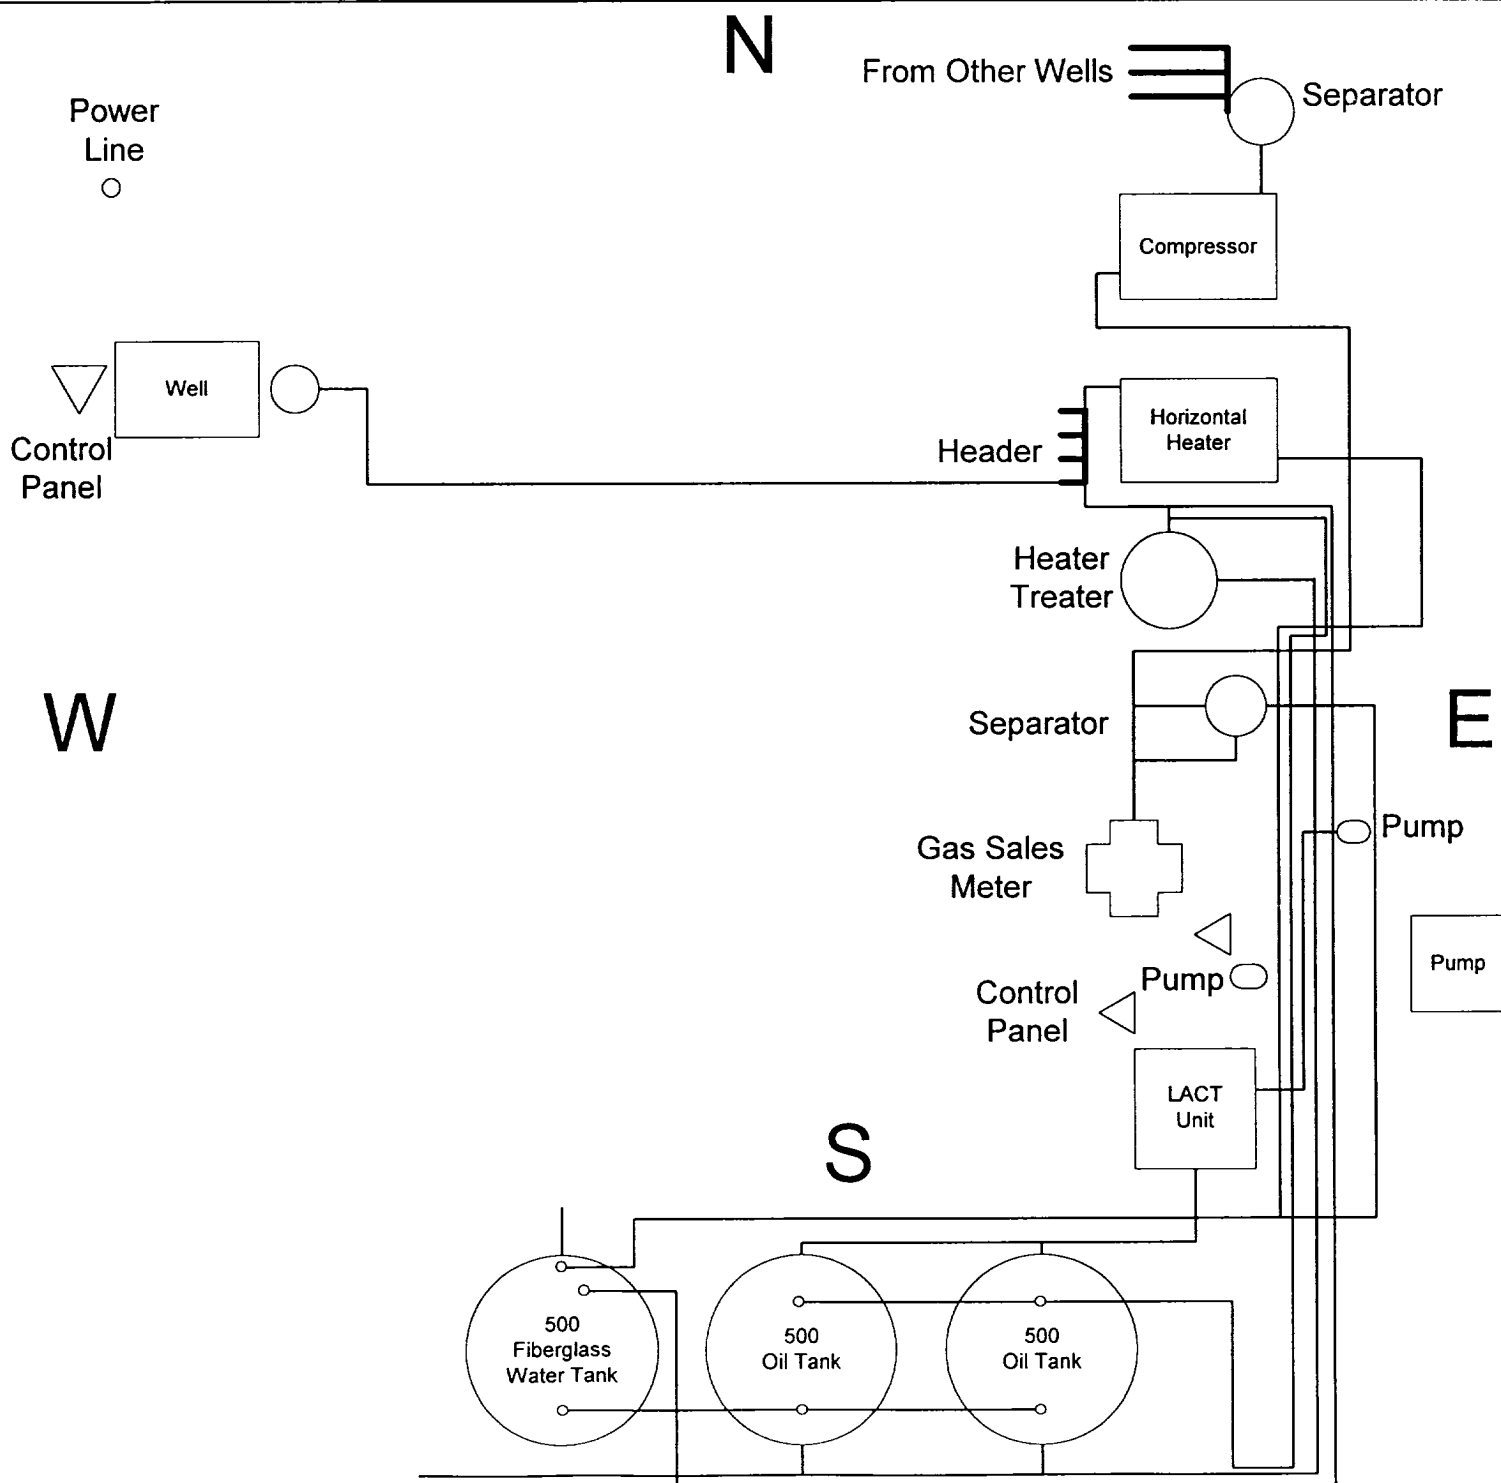 N
From Other Wells
Separator
Power
Line
Compressor
Well
Control
Panel
Horizontal
Heater
Header
Heater
Treater
W
Separator
E
Pump
Gas Sales
Meter
Pump
Pump
Control
Panel
LACT
Unit
S
500
Fiberglass
Water Tank
500
Oil Tank
500
Oil Tank